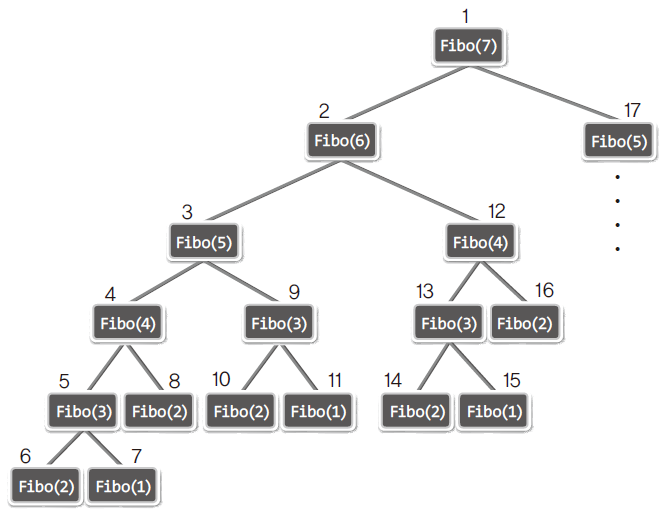 1
Fibo(7)
2
17
Fibo(6)
Fibo(5)
3
12
Fibo(5)
Fibo(4)
4
9
13
16
Fibo(4)
Fibo(3)
Fibo(3)
Fibo(2)
5
8
10
11
14
15
Fibo(3)
Fibo(2)
Fibo(2)
Fibo(1)
Fibo(2)
Fibo(1)
6
7
Fibo(2)
Fibo(1)